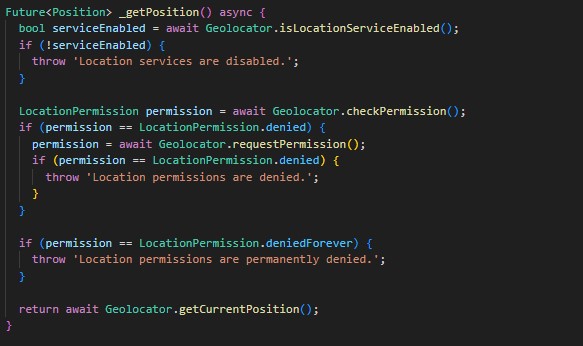 Future<Position> _getPosition() async {
  bool serviceEnabled = await Geolocator.isLocationServiceEnabled();
  if (!serviceEnabled) {
    throw 'Location services are disabled.';
  }

  LocationPermission permission = await Geolocator.checkPermission();
  if (permission == LocationPermission.denied) {
    permission = await Geolocator.requestPermission();
    if (permission == LocationPermission.denied) {
      throw 'Location permissions are denied.';
    }
  }

  if (permission == LocationPermission.deniedForever) {
    throw 'Location permissions are permanently denied.';
  }

  return await Geolocator.getCurrentPosition();
}